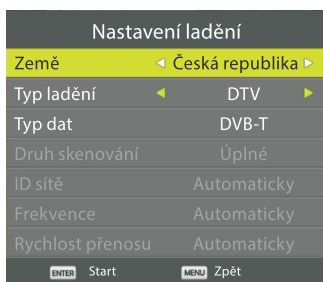 Nastavení ladění
Země Česká republika
Typ ladění DTV
Typ dat DVB-T
Druh skenování Úplné
ID sítě Automaticky
Frekvence Automaticky
Rychlost přenosu Automaticky
ENTER Start MENU Zpět